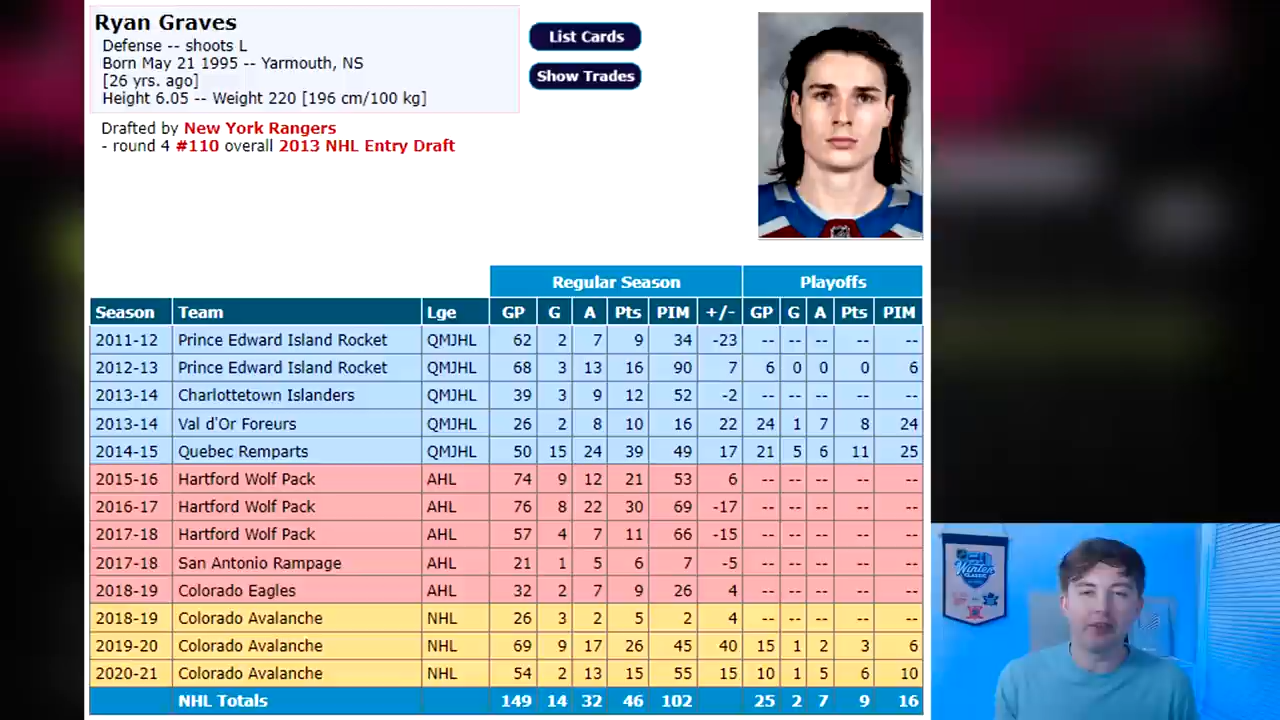 Ryan Graves
Defense -- shoots L
Born May 21 1995 -- Yarmouth, NS
[26 yrs. ago]
Height 6.05 -- Weight 220 [196 cm/100 kg]
Drafted by New York Rangers
- round 4 #110 overall 2013 NHL Entry Draft
List Cards
Show Trades
Regular Season Playoffs
Season Team Lge GP G A Pts PIM +/- GP G A Pts PIM
2011-12 Prince Edward Island Rocket QMJHL 62 2 7 9 34 -23 -- -- -- -- --
2012-13 Prince Edward Island Rocket QMJHL 68 3 13 16 90 7 6 0 0 0 6
2013-14 Charlottetown Islanders QMJHL 39 3 9 12 52 -2 -- -- -- -- --
2013-14 Val d'Or Foreurs QMJHL 26 2 8 10 16 22 24 1 7 8 24
2014-15 Quebec Remparts QMJHL 50 15 24 39 49 17 21 5 6 11 25
2015-16 Hartford Wolf Pack AHL 74 9 12 21 53 6 -- -- -- -- --
2016-17 Hartford Wolf Pack AHL 76 8 22 30 69 -17 -- -- -- -- --
2017-18 Hartford Wolf Pack AHL 57 4 7 11 66 -15 -- -- -- -- --
2017-18 San Antonio Rampage AHL 21 1 5 6 7 -5 -- -- -- -- --
2018-19 Colorado Eagles AHL 32 2 7 9 26 4 -- -- -- -- --
2018-19 Colorado Avalanche NHL 26 3 2 5 2 4 -- -- -- -- --
2019-20 Colorado Avalanche NHL 69 9 17 26 45 40 15 1 2 3 6
2020-21 Colorado Avalanche NHL 54 2 13 15 55 15 10 1 5 6 10
NHL Totals 149 14 32 46 102 25 2 7 9 16
Winter
Classic